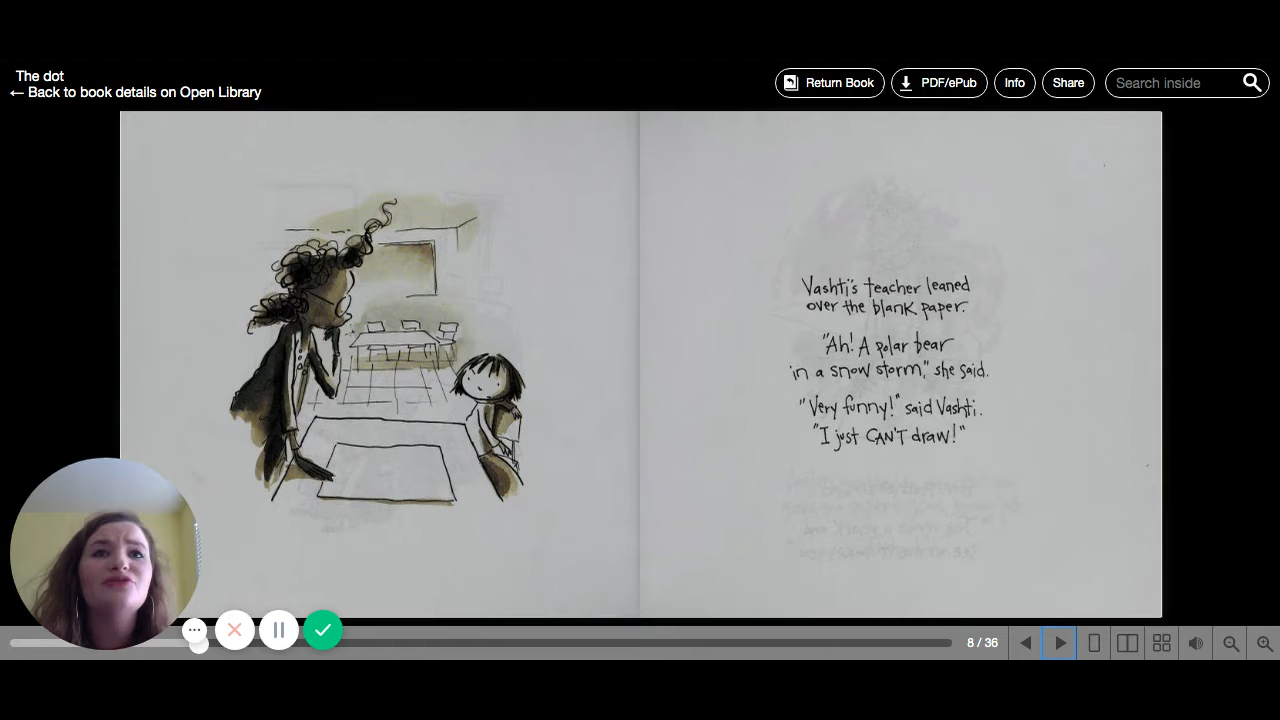 The dot
← Back to book details on Open Library
Return Book
PDF/ePub
Info
Share
Search inside
Vashti's teacher leaned
over the blank paper.
"Ah! A polar bear
in a snow storm," she said.
"Very funny!" said Vashti.
"I just CAN'T draw!"
8 / 36